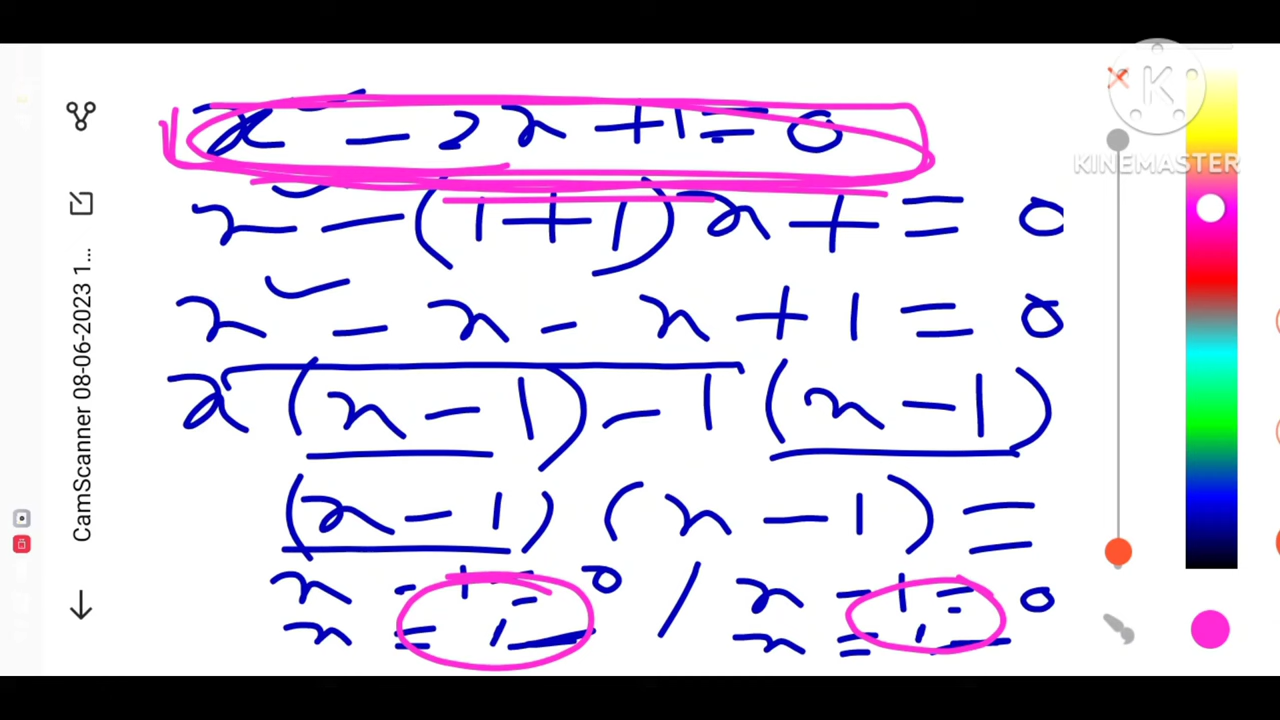 x² - 2x + 1 = 0
KINEMASTER
x² - (1+1)x + = 0
x² - x - x + 1 = 0
x(x-1) - 1(x-1)
(x-1) (x-1) =
x - 1 = 0 / x - 1 = 0
x = 1 x = 1
CamScanner 08-06-2023 1...